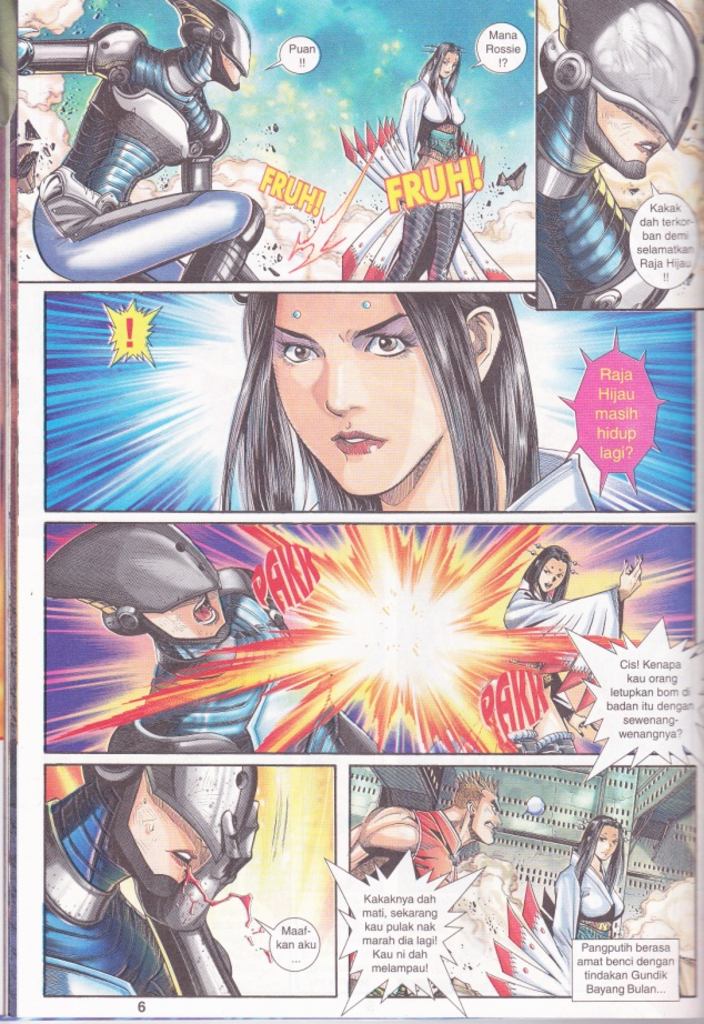 Puan
!!
Mana
Rossie
!?
FRUH!
FRUH!
Kakak
dah terkor-
ban demi
selamatkan
Raja Hijau
!!
!
Raja
Hijau
masih
hidup
lagi?
PAKK
PAKK
Cis! Kenapa
kau orang
letupkan bom di
badan itu dengan
sewenang-
wenangnya?
Maaf-
kan aku
...
Kakaknya dah
mati, sekarang
kau pulak nak
marah dia lagi!
Kau ni dah
melampau!
Pangputih berasa
amat benci dengan
tindakan Gundik
Bayang Bulan...
6